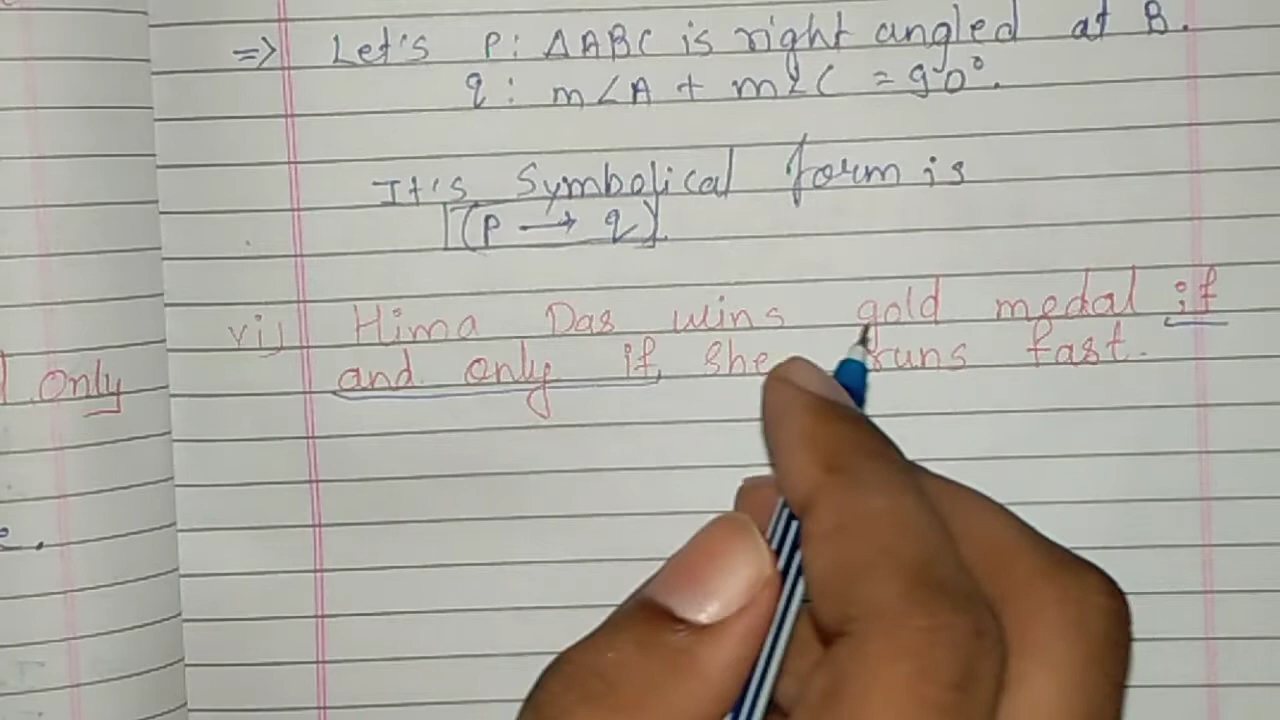 => Let's p: ΔABC is right angled at B.
q: m∠A + m∠C = 90°.
It's Symbolical form is
(p → q).
vi) Hima Das wins gold medal if
and only if, She runs fast.
Only